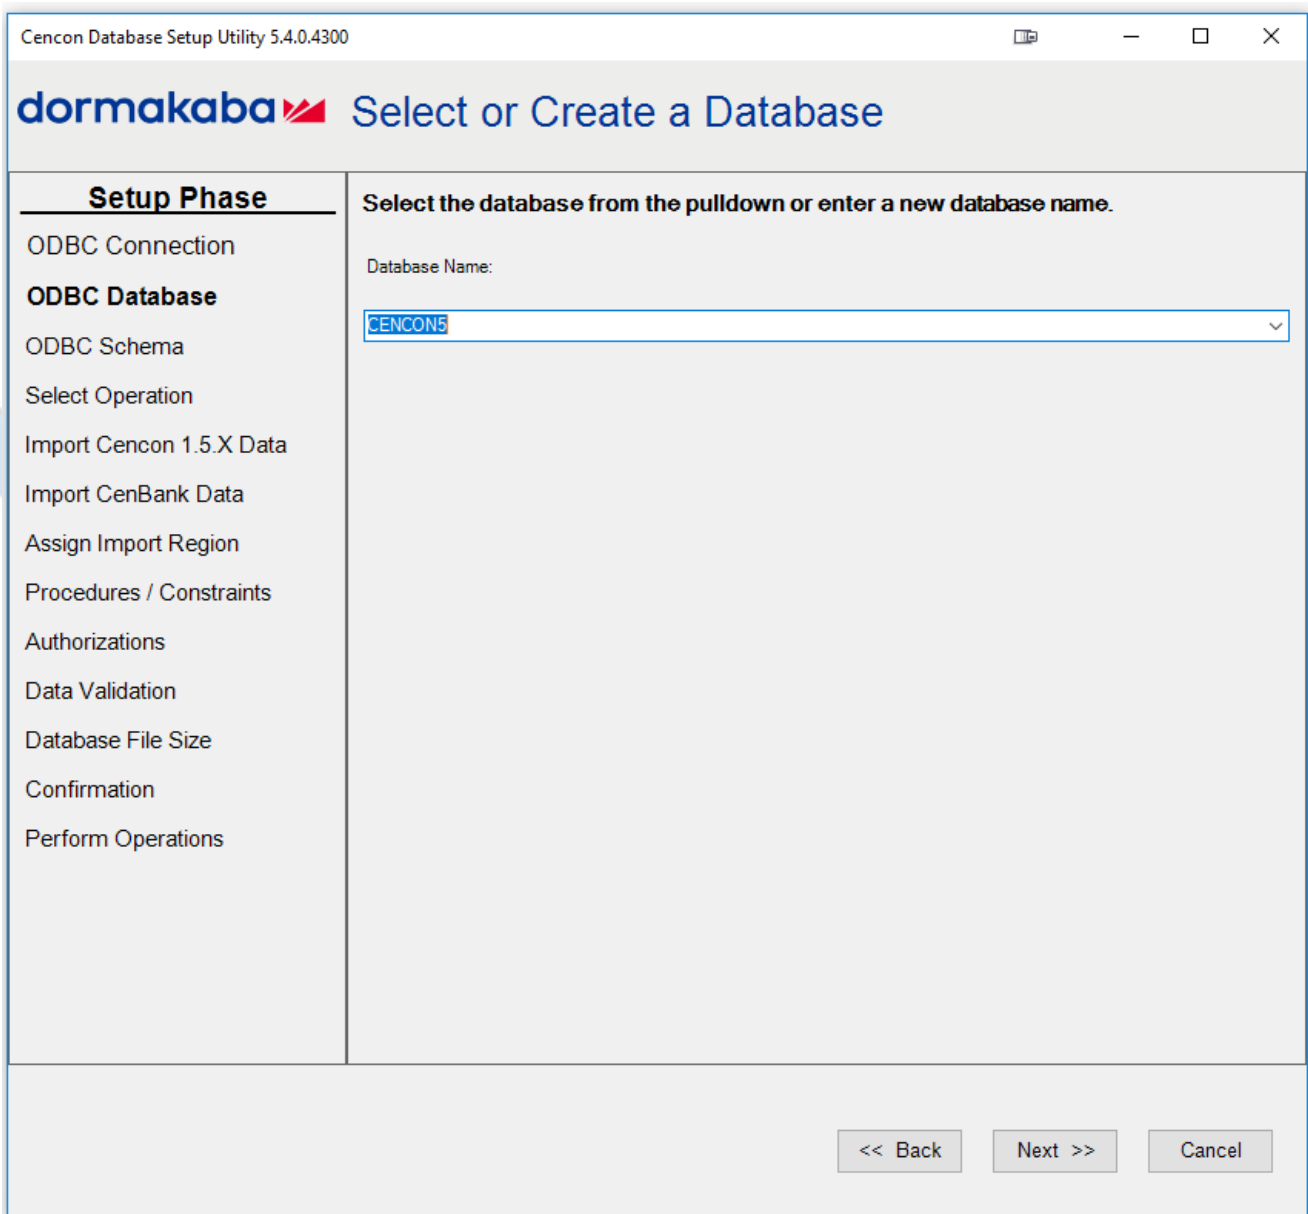 Cencon Database Setup Utility 5.4.0.4300
dormakaba Select or Create a Database
Setup Phase
ODBC Connection
ODBC Database
ODBC Schema
Select Operation
Import Cencon 1.5.X Data
Import CenBank Data
Assign Import Region
Procedures / Constraints
Authorizations
Data Validation
Database File Size
Confirmation
Perform Operations
Select the database from the pulldown or enter a new database name.
Database Name:
CENCON5
<< Back
Next >>
Cancel